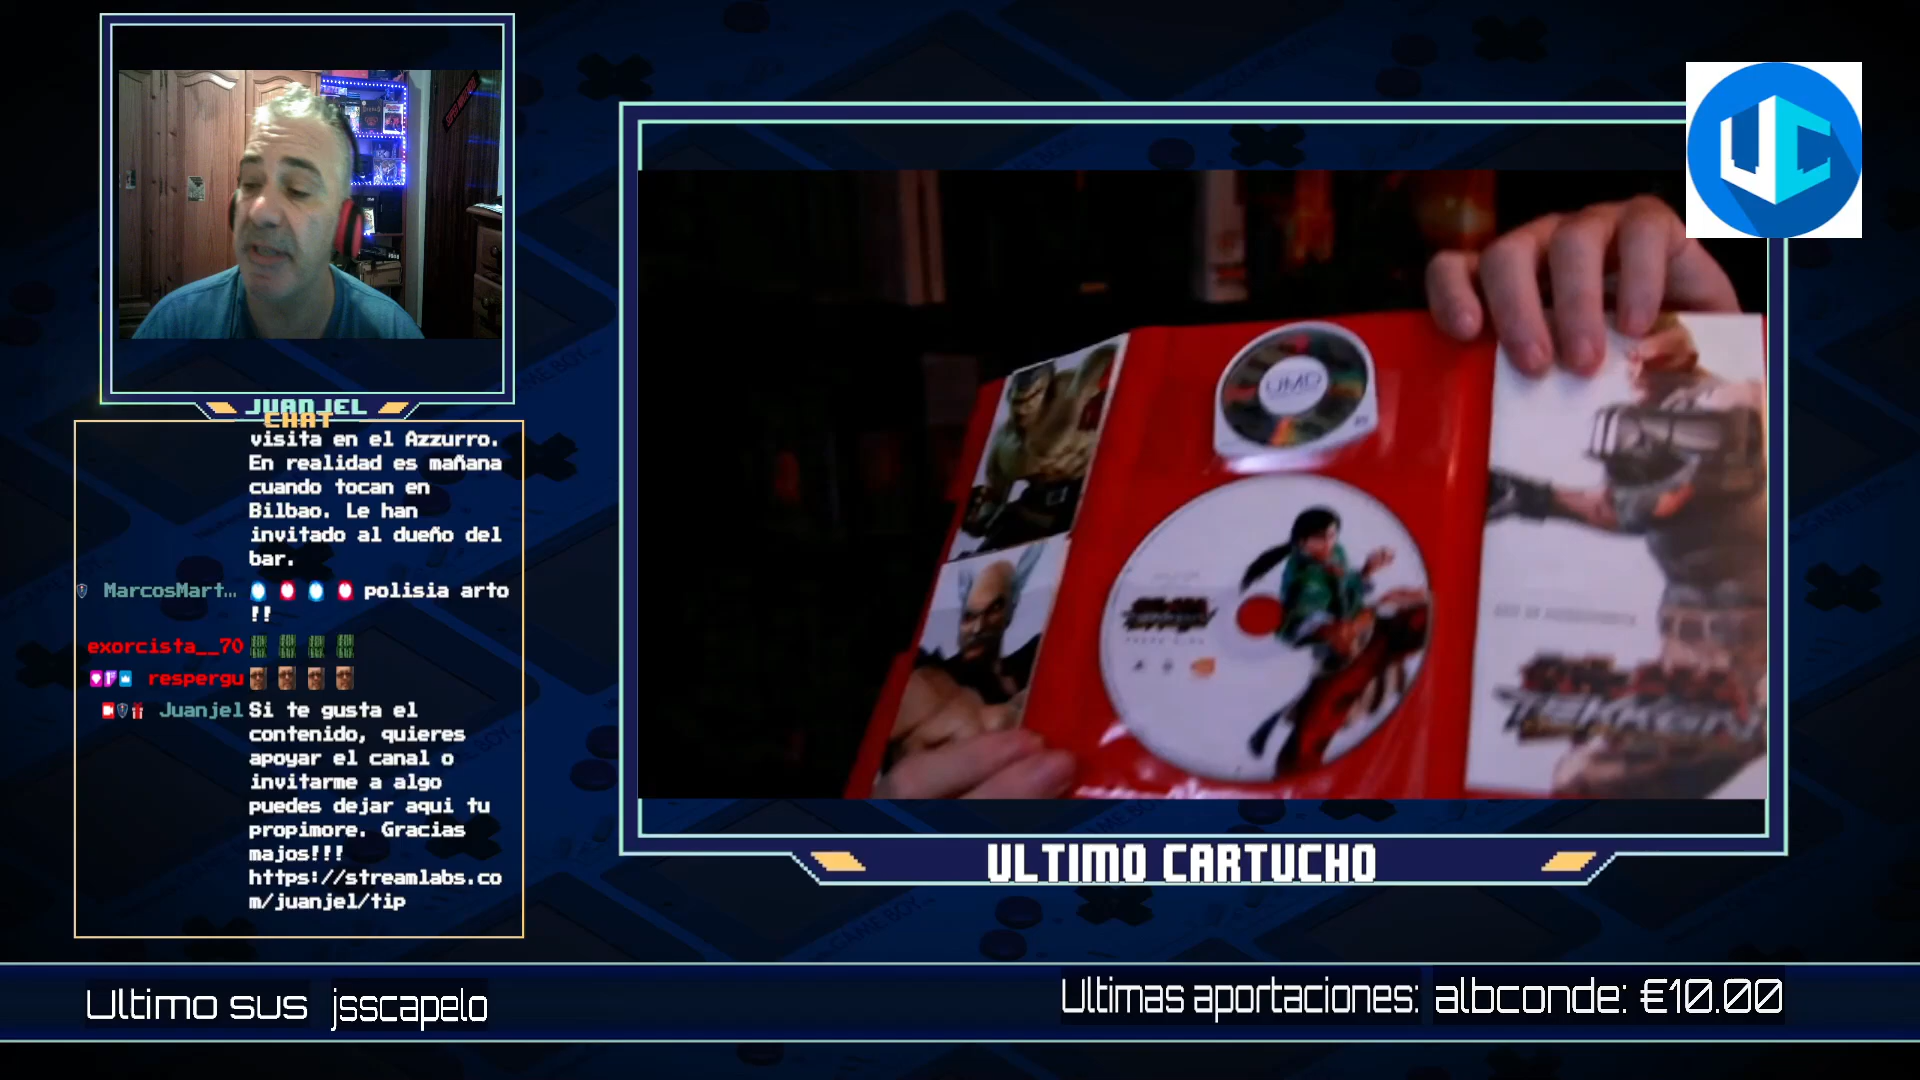 JUANJEL
CHAT
visita en el Azzurro.
En realidad es mañana
cuando tocan en
Bilbao. Le han
invitado al dueño del
bar.
MarcosMart... polisia arto
!!
exorcista__70
respergu
Juanjel Si te gusta el
contenido, quieres
apoyar el canal o
invitarme a algo
puedes dejar aqui tu
propimore. Gracias
majos!!!
https://streamlabs.co
m/juanjel/tip
UC
UMD
TEKKEN
ULTIMO CARTUCHO
Ultimo sus jsscapelo
Ultimas aportaciones: albconde: €10.00